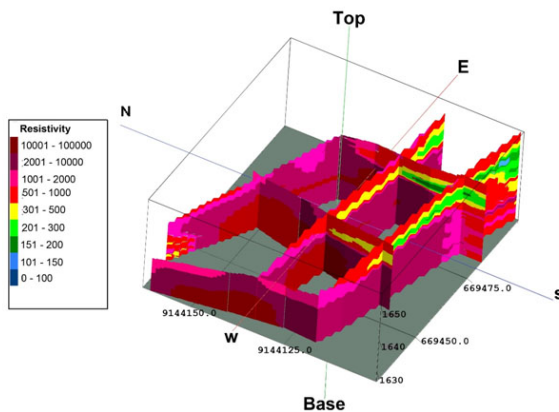 Top
E
N
Resistivity
10001 - 100000
2001 - 10000
1001 - 2000
501 - 1000
301 - 500
201 - 300
151 - 200
101 - 150
0 - 100
S
669475.0
9144150.0
W
9144125.0
1650
1640
669450.0
1630
Base